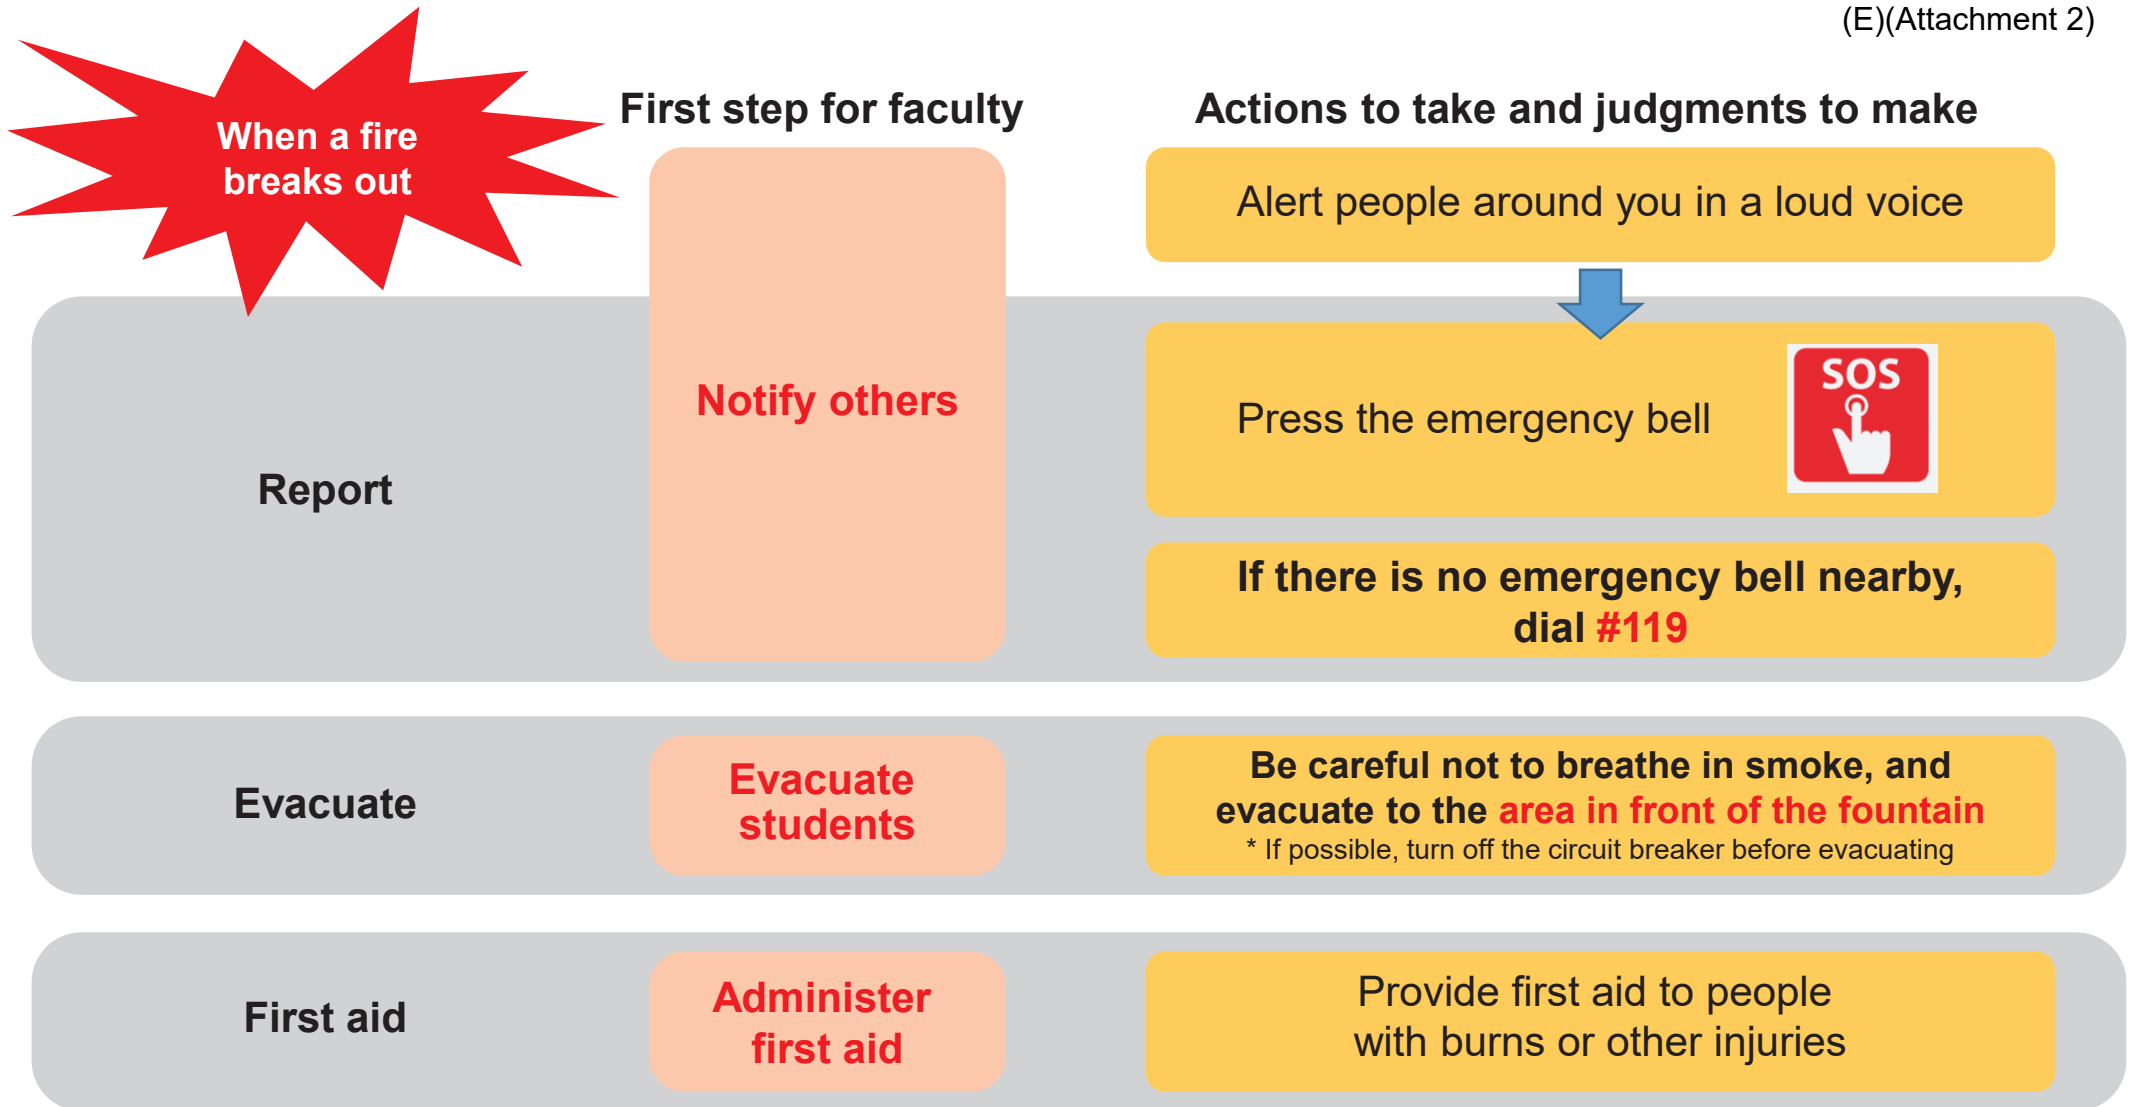 (E)(Attachment 2)
When a fire
breaks out
First step for faculty
Actions to take and judgments to make
Alert people around you in a loud voice
Report
Notify others
Press the emergency bell
SOS
If there is no emergency bell nearby,
dial #119
Evacuate
Evacuate
students
Be careful not to breathe in smoke, and
evacuate to the area in front of the fountain
* If possible, turn off the circuit breaker before evacuating
First aid
Administer
first aid
Provide first aid to people
with burns or other injuries